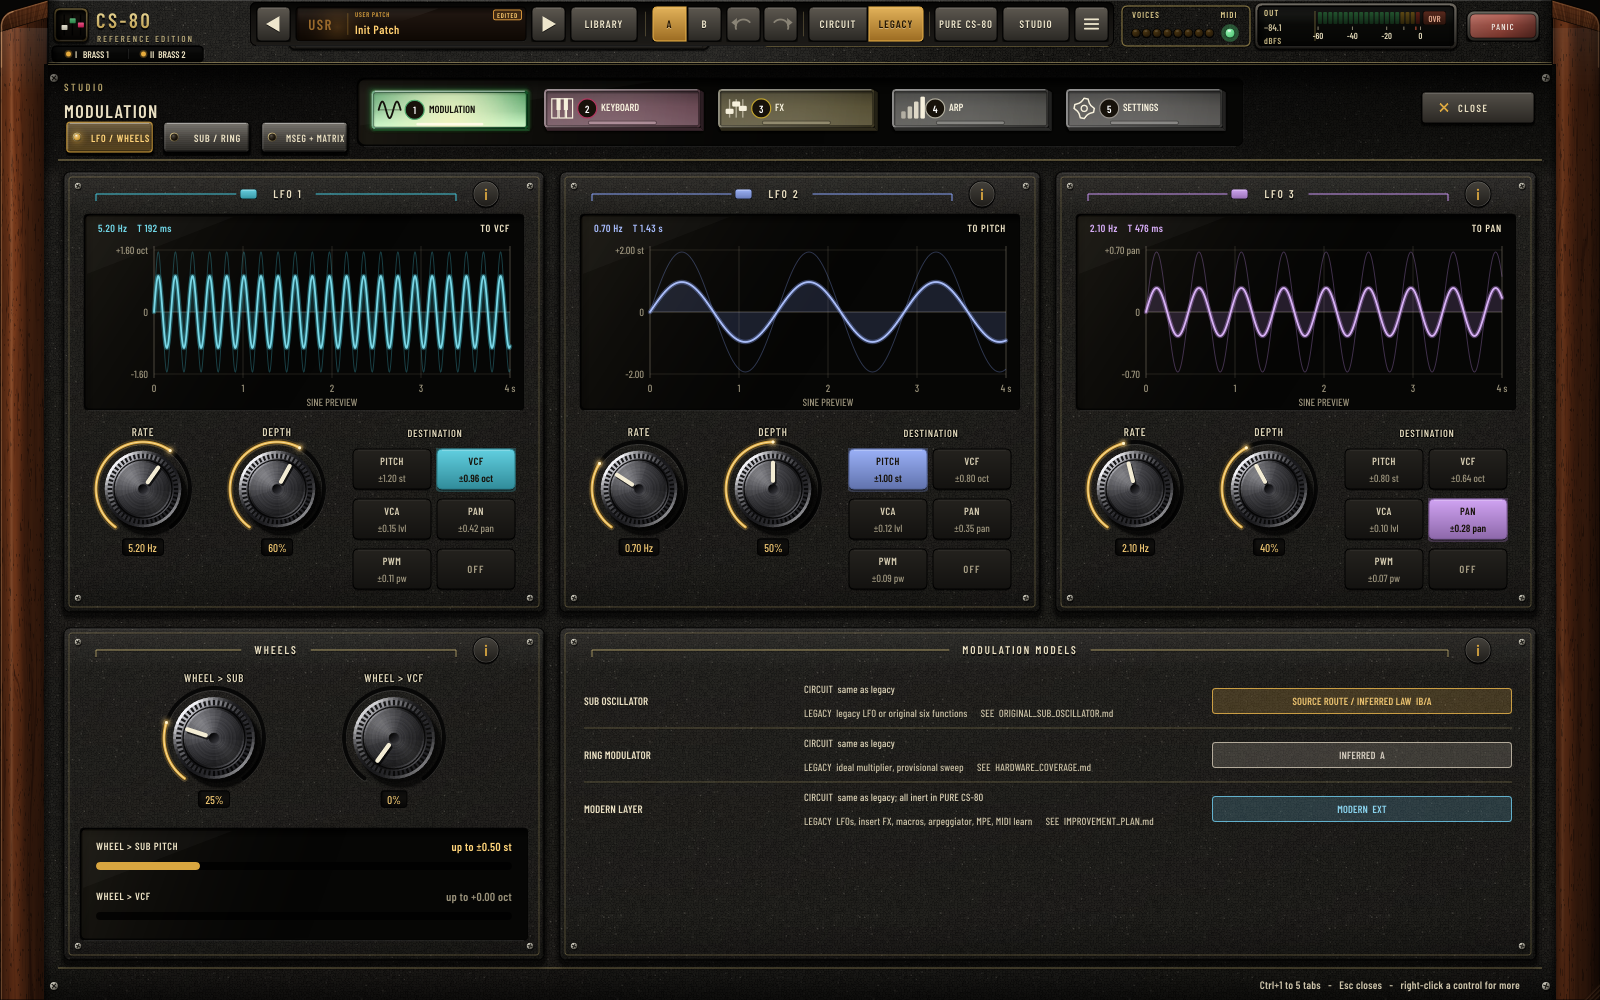 CS-80
REFERENCE EDITION
I BRASS 1
II BRASS 2
USR
USER PATCH
Init Patch
EDITED
LIBRARY
A
B
CIRCUIT
LEGACY
PURE CS-80
STUDIO
VOICES
MIDI
OUT
-84.1
dBFS
-60
-40
-20
0
OVR
PANIC
STUDIO
MODULATION
LFO / WHEELS
SUB / RING
MSEG + MATRIX
1 MODULATION
2 KEYBOARD
3 FX
4 ARP
5 SETTINGS
CLOSE
LFO 1
i
5.20 Hz T 192 ms
TO VCF
+1.60 oct
0
-1.60
0 1 2 3 4 s
SINE PREVIEW
RATE
DEPTH
DESTINATION
PITCH
±1.20 st
VCF
±0.96 oct
VCA
±0.15 lvl
PAN
±0.42 pan
PWM
±0.11 pw
OFF
5.20 Hz
60%
LFO 2
i
0.70 Hz T 1.43 s
TO PITCH
+2.00 st
0
-2.00
0 1 2 3 4 s
SINE PREVIEW
RATE
DEPTH
DESTINATION
PITCH
±1.00 st
VCF
±0.80 oct
VCA
±0.12 lvl
PAN
±0.35 pan
PWM
±0.09 pw
OFF
0.70 Hz
50%
LFO 3
i
2.10 Hz T 476 ms
TO PAN
+0.70 pan
0
-0.70
0 1 2 3 4 s
SINE PREVIEW
RATE
DEPTH
DESTINATION
PITCH
±0.80 st
VCF
±0.64 oct
VCA
±0.10 lvl
PAN
±0.28 pan
PWM
±0.07 pw
OFF
2.10 Hz
40%
WHEELS
i
WHEEL > SUB
WHEEL > VCF
25%
0%
WHEEL > SUB PITCH
up to ±0.50 st
WHEEL > VCF
up to +0.00 oct
MODULATION MODELS
i
SUB OSCILLATOR
CIRCUIT same as legacy
LEGACY legacy LFO or original six functions SEE ORIGINAL_SUB_OSCILLATOR.md
SOURCE ROUTE / INFERRED LAW IB/A
RING MODULATOR
CIRCUIT same as legacy
LEGACY ideal multiplier, provisional sweep SEE HARDWARE_COVERAGE.md
INFERRED A
MODERN LAYER
CIRCUIT same as legacy; all inert in PURE CS-80
LEGACY LFOs, insert FX, macros, arpeggiator, MPE, MIDI learn SEE IMPROVEMENT_PLAN.md
MODERN EXT
Ctrl+1 to 5 tabs - Esc closes - right-click a control for more